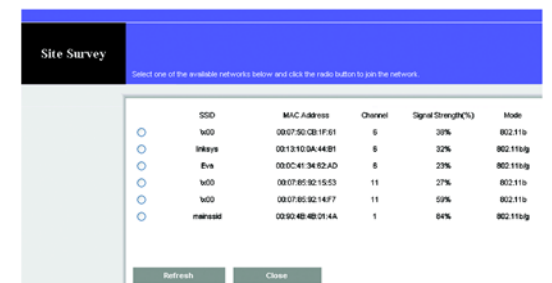 Site Survey
Select one of the available networks below and click the radio button to join the network.
SSID MAC Address Channel Signal Strength(%) Mode
\x00 00:07:50:CB:1F:61 6 38% 802.11b
linksys 00:13:10:0A:44:B1 6 32% 802.11b/g
Eva 00:0C:41:34:62:AD 6 23% 802.11b/g
\x00 00:07:85:92:15:53 11 27% 802.11b
\x00 00:07:85:92:14:F7 11 59% 802.11b
mainssid 00:90:4B:4B:01:4A 1 84% 802.11b/g
Refresh Close